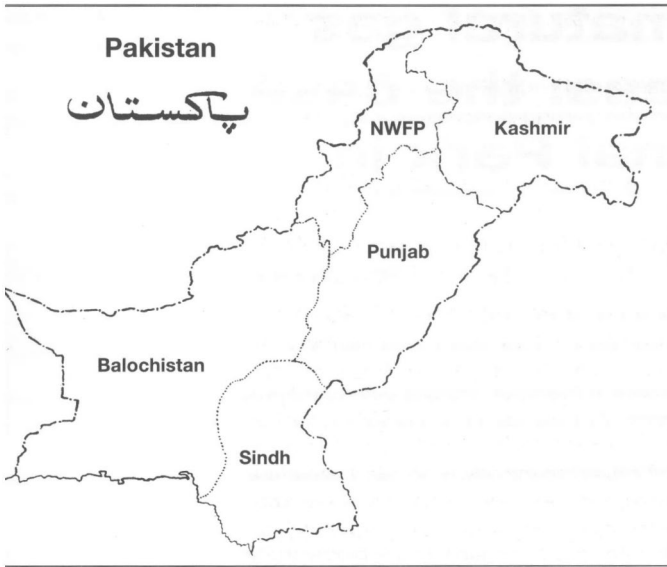 Pakistan
پاکستان
NWFP
Kashmir
Punjab
Balochistan
Sindh